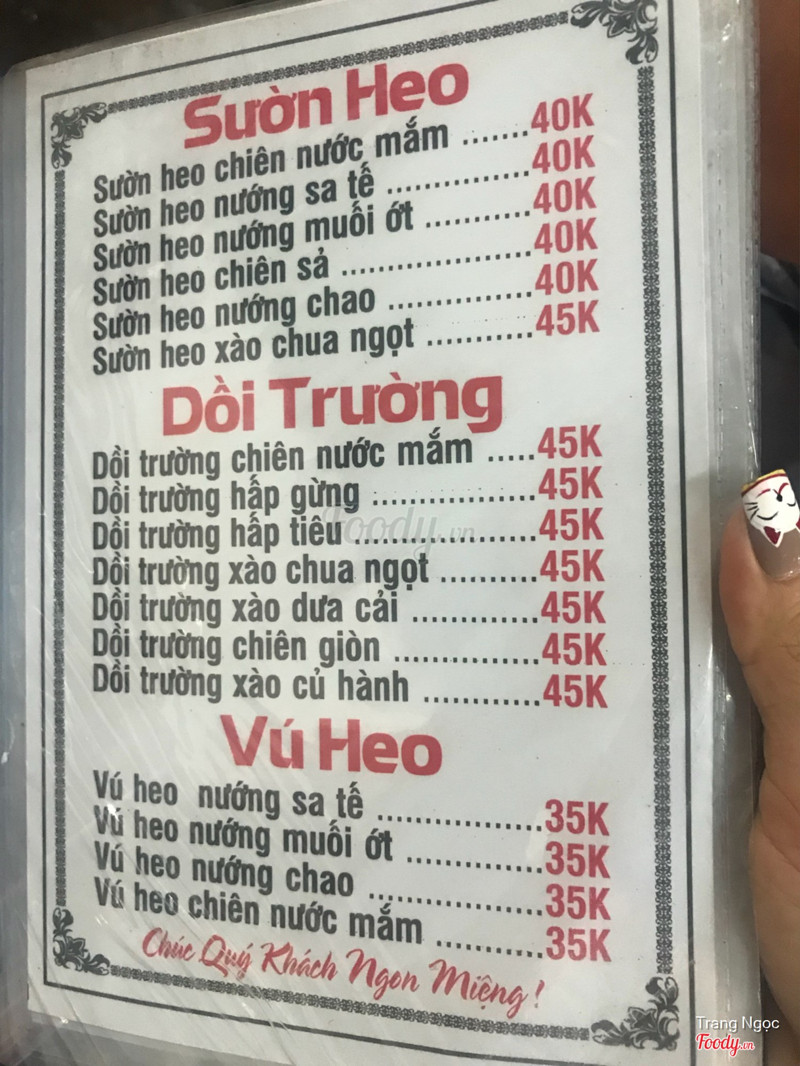 Sườn Heo
Sườn heo chiên nước mắm .......40K
Sườn heo nướng sa tế ................40K
Sườn heo nướng muối ớt ...........40K
Sườn heo chiên sả .....................40K
Sườn heo nướng chao ................40K
Sườn heo xào chua ngọt ............45K
Dồi Trường
Dồi trường chiên nước mắm .....45K
Dồi trường hấp gừng .................45K
Dồi trường hấp tiêu ...................45K
Dồi trường xào chua ngọt ..........45K
Dồi trường xào dưa cải .............45K
Dồi trường chiên giòn ...............45K
Dồi trường xào củ hành ............45K
Vú Heo
Vú heo nướng sa tế .................35K
Vú heo nướng muối ớt ..............35K
Vú heo nướng chao ..................35K
Vú heo chiên nước mắm ...........35K
Chúc Quý Khách Ngon Miệng!
Foody.vn
Trang Ngọc
Foody.vn